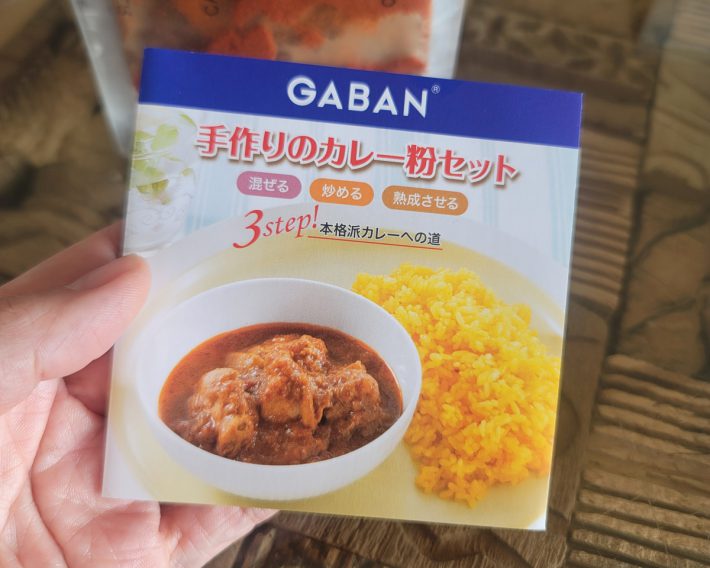 GABAN®
手作りのカレー粉セット
混ぜる 炒める 熟成させる
3step! 本格派カレーへの道